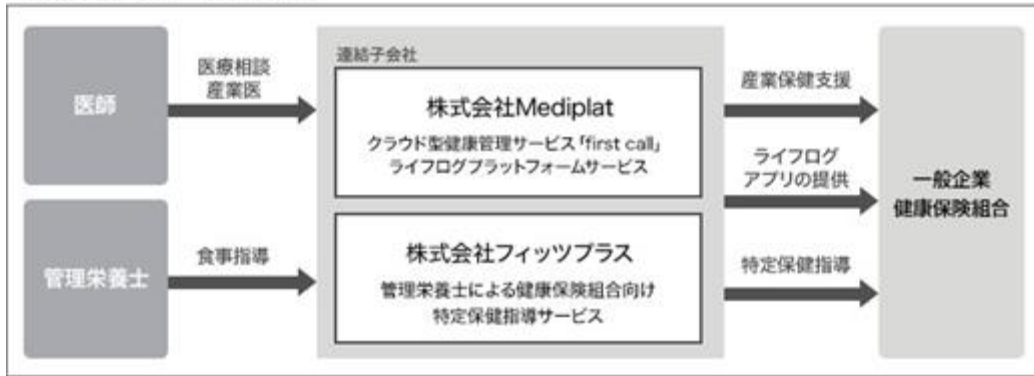 医師
医療相談
産業医
連結子会社
株式会社Mediplat
クラウド型健康管理サービス「first call」
ライフログプラットフォームサービス
産業保健支援
ライフログ
アプリの提供
一般企業
健康保険組合
管理栄養士
食事指導
株式会社フィッツプラス
管理栄養士による健康保険組合向け
特定保健指導サービス
特定保健指導